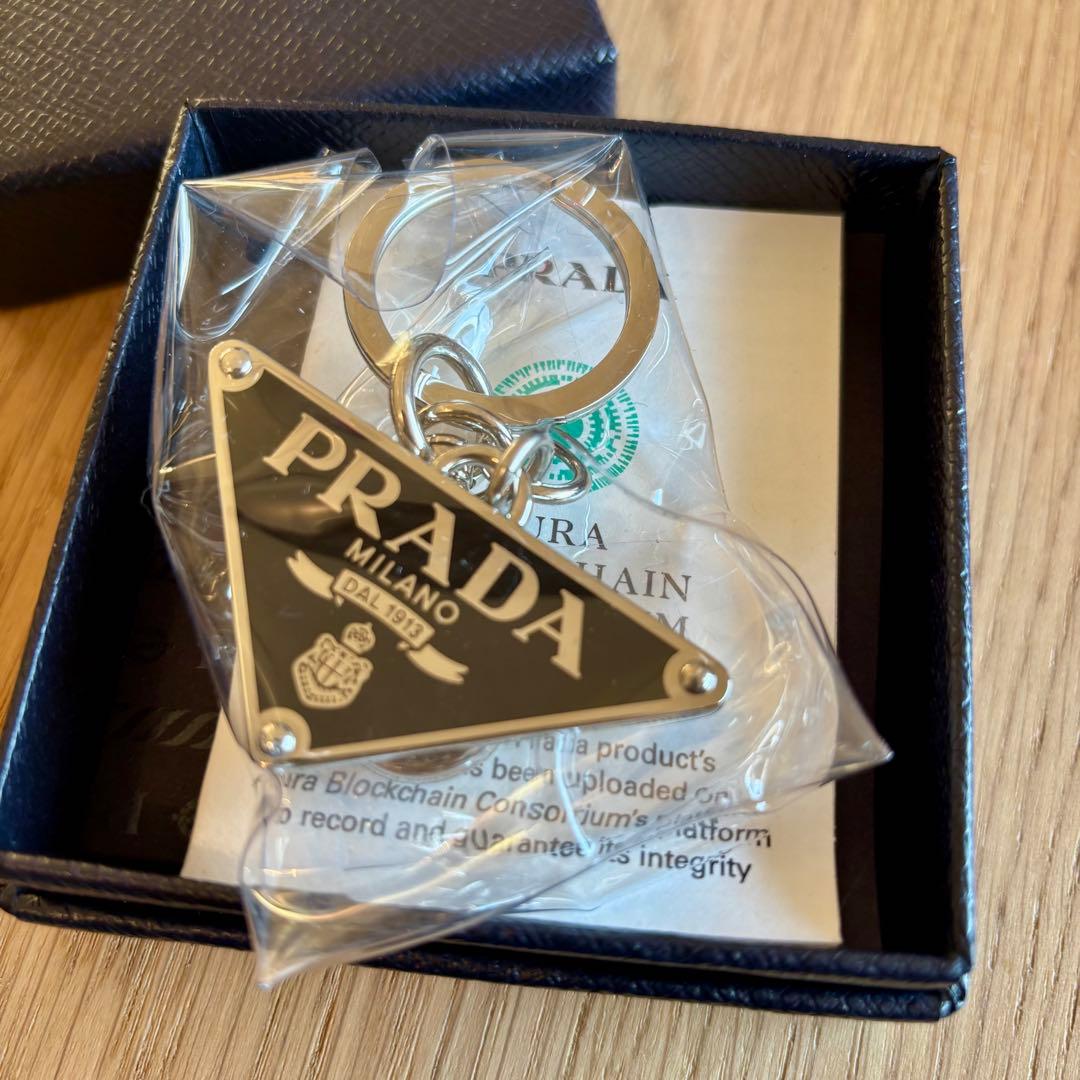 PRADA
MILANO
DAL 1913
PRADA
URA
HAIN
M
Prada product's
s been uploaded on
ura Blockchain Consortium's platform
o record and guarantee its integrity